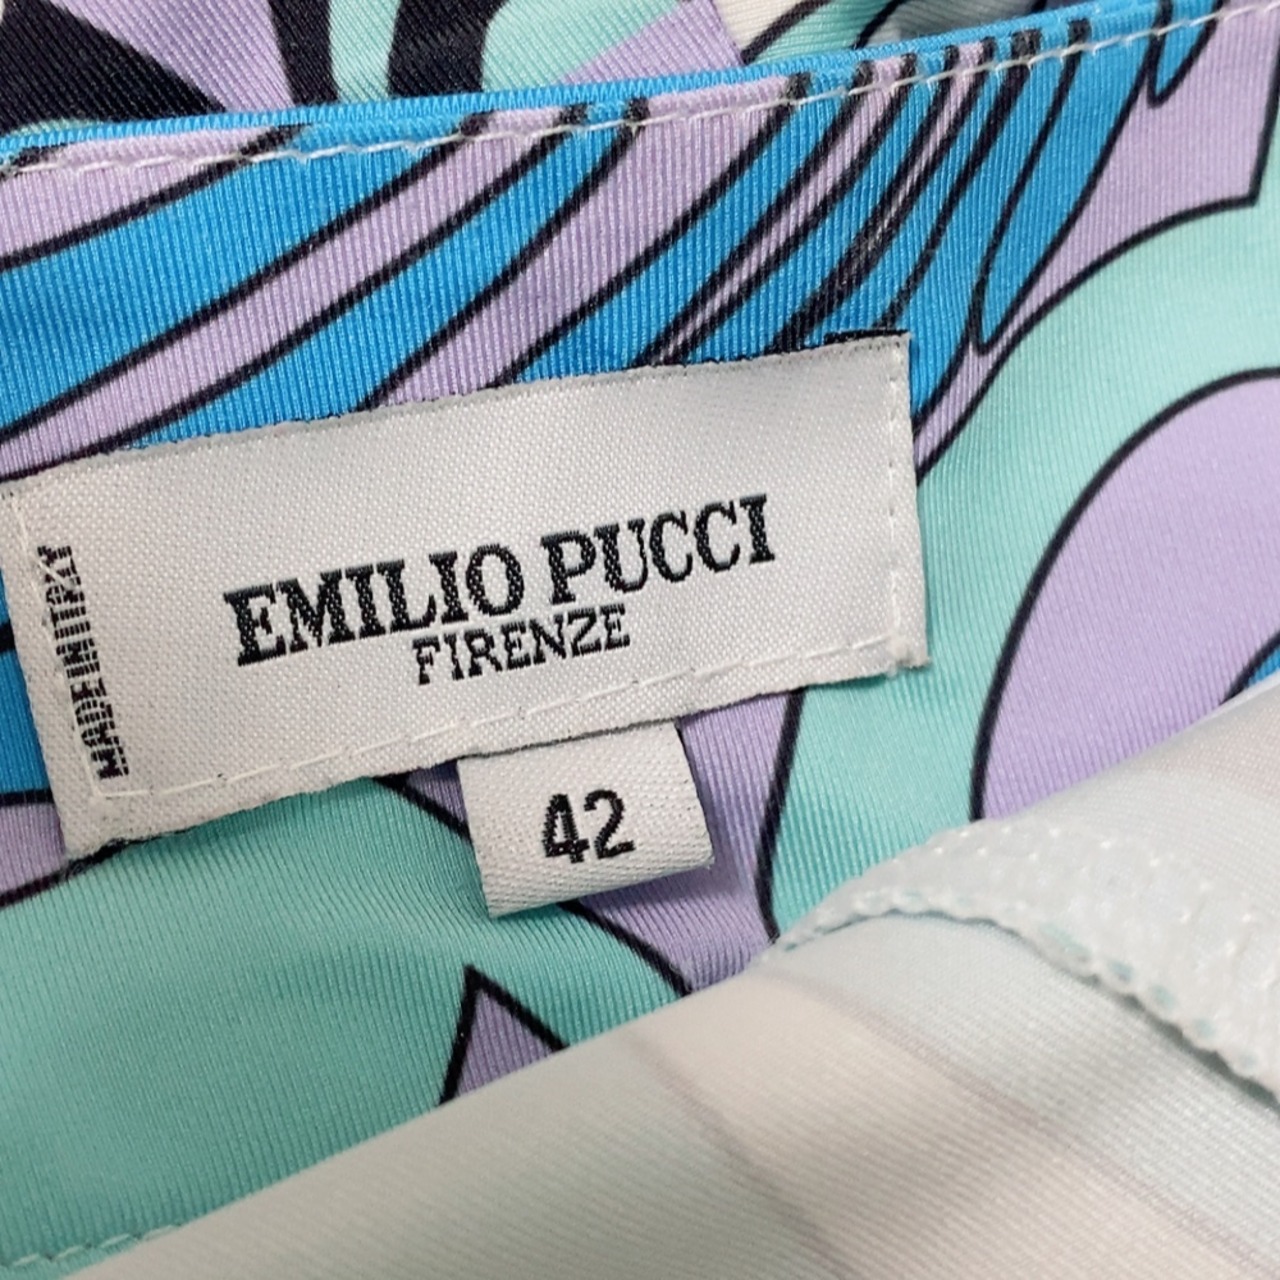 EMILIO PUCCI
FIRENZE
MADE IN ITALY
42